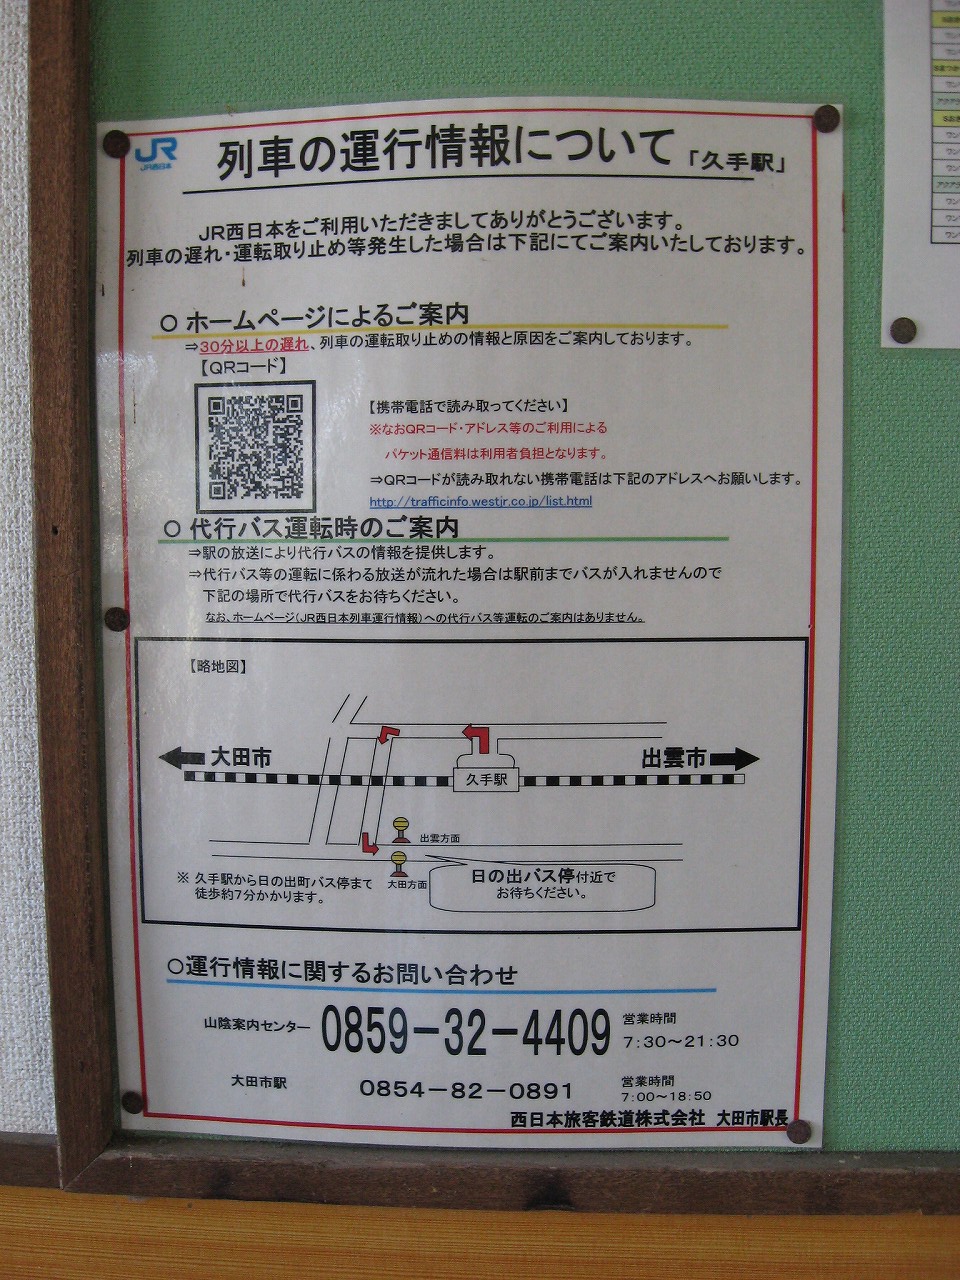 JR
JR西日本
列車の運行情報について「久手駅」
JR西日本をご利用いただきましてありがとうございます。
列車の遅れ・運転取り止め等発生した場合は下記にてご案内いたしております。
○ ホームページによるご案内
⇒30分以上の遅れ、列車の運転取り止めの情報と原因をご案内しております。
【QRコード】
【携帯電話で読み取ってください】
※なおQRコード・アドレス等のご利用による
パケット通信料は利用者負担となります。
⇒QRコードが読み取れない携帯電話は下記のアドレスへお願いします。
http://trafficinfo.westjr.co.jp/list.html
○ 代行バス運転時のご案内
⇒駅の放送により代行バスの情報を提供します。
⇒代行バス等の運転に係わる放送が流れた場合は駅前までバスが入れませんので
下記の場所で代行バスをお待ちください。
なお、ホームページ(JR西日本列車運行情報)への代行バス等運転のご案内はありません。
【略地図】
大田市
出雲市
久手駅
出雲方面
大田方面
日の出バス停付近で
お待ちください。
※ 久手駅から日の出町バス停まで
徒歩約7分かかります。
○運行情報に関するお問い合わせ
山陰案内センター 0859-32-4409 営業時間
7:30~21:30
大田市駅 0854-82-0891 営業時間
7:00~18:50
西日本旅客鉄道株式会社 大田市駅長